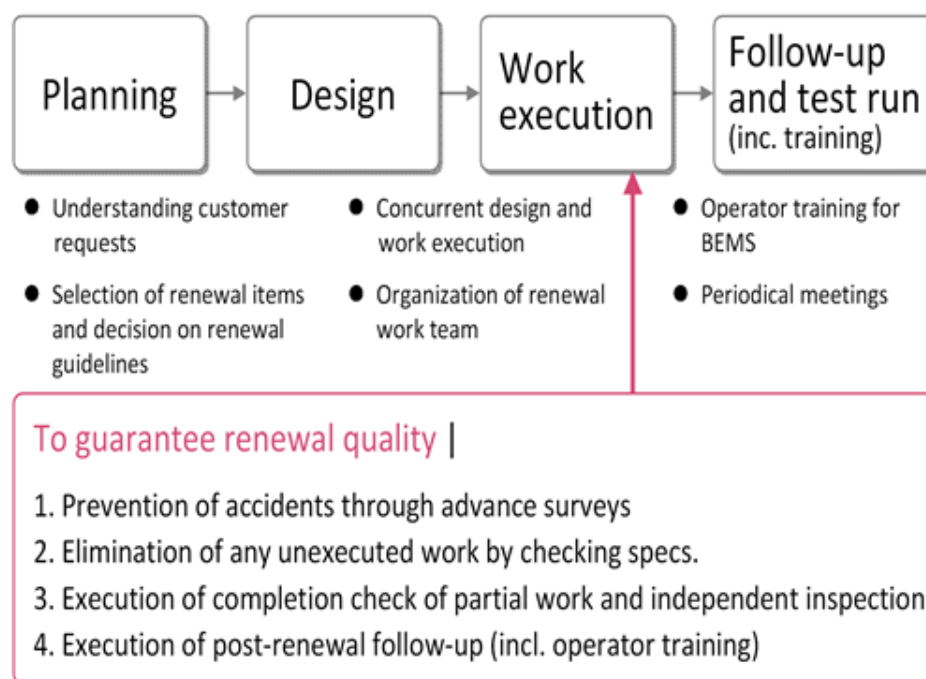 Planning
Design
Work
execution
Follow-up
and test run
(inc. training)
● Understanding customer
requests
● Selection of renewal items
and decision on renewal
guidelines
● Concurrent design and
work execution
● Organization of renewal
work team
● Operator training for
BEMS
● Periodical meetings
To guarantee renewal quality |
1. Prevention of accidents through advance surveys
2. Elimination of any unexecuted work by checking specs.
3. Execution of completion check of partial work and independent inspection
4. Execution of post-renewal follow-up (incl. operator training)